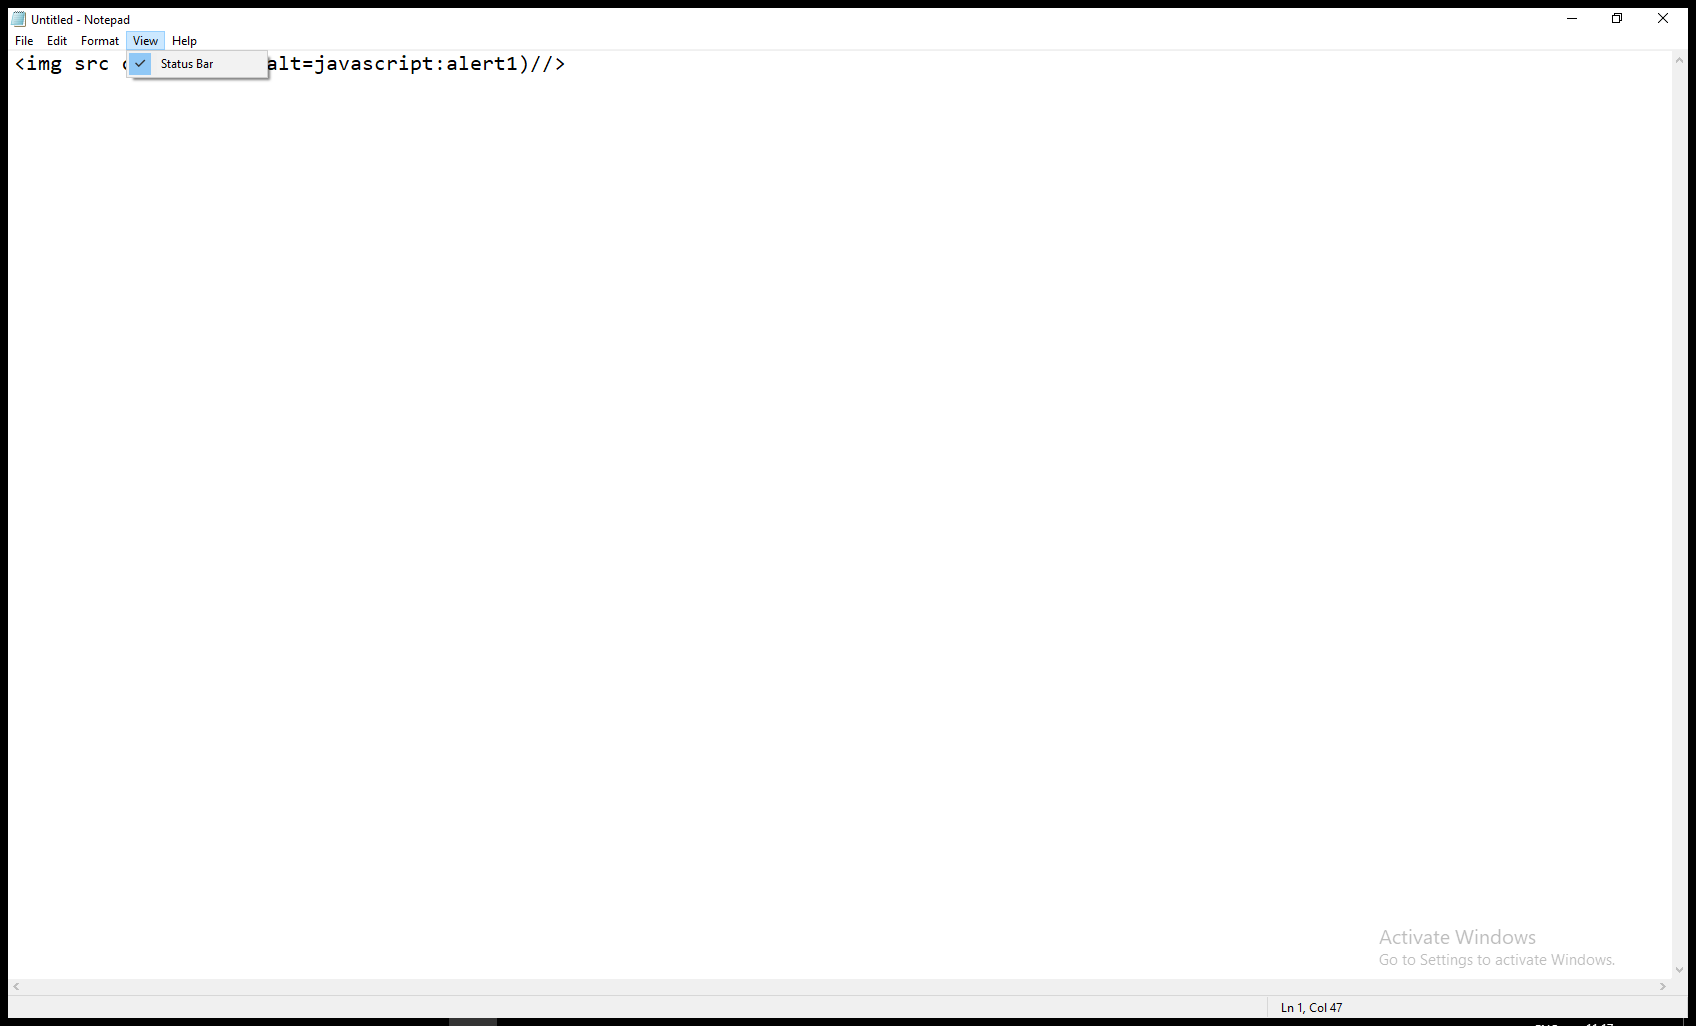 Untitled - Notepad
File Edit Format View Help
<img src
alt=javascript:alert1)//>
Status Bar
Activate Windows
Go to Settings to activate Windows.
Ln 1, Col 47